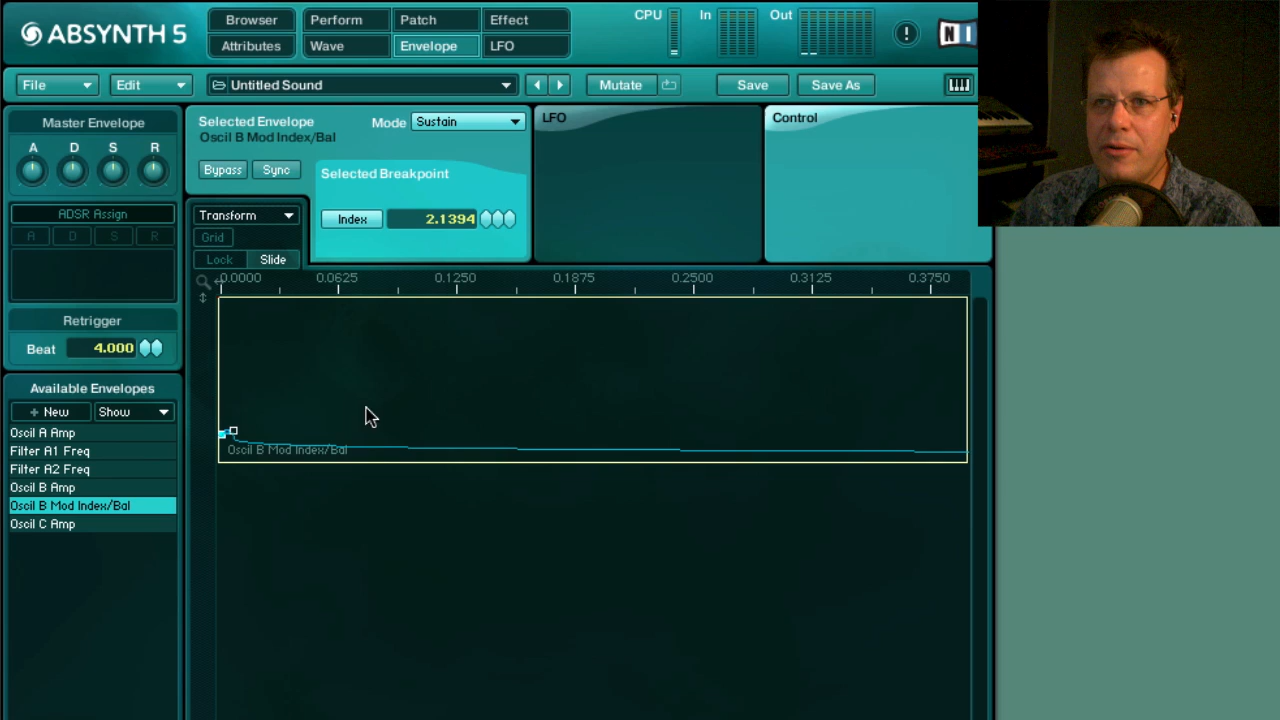 ABSYNTH 5
Browser
Attributes
Perform
Patch
Effect
Wave
Envelope
LFO
CPU
In
Out
!
NI
File
Edit
Untitled Sound
Mutate
Save
Save As
Master Envelope
A D S R
ADSR Assign
A D S R
Retrigger
Beat 4.000
Available Envelopes
+ New
Show
Oscil A Amp
Filter A1 Freq
Filter A2 Freq
Oscil B Amp
Oscil B Mod Index/Bal
Oscil C Amp
Selected Envelope
Oscil B Mod Index/Bal
Mode
Sustain
Bypass
Sync
Selected Breakpoint
Index
2.1394
Transform
Grid
Lock
Slide
LFO
Control
0.0000 0.0625 0.1250 0.1875 0.2500 0.3125 0.3750
Oscil B Mod Index/Bal